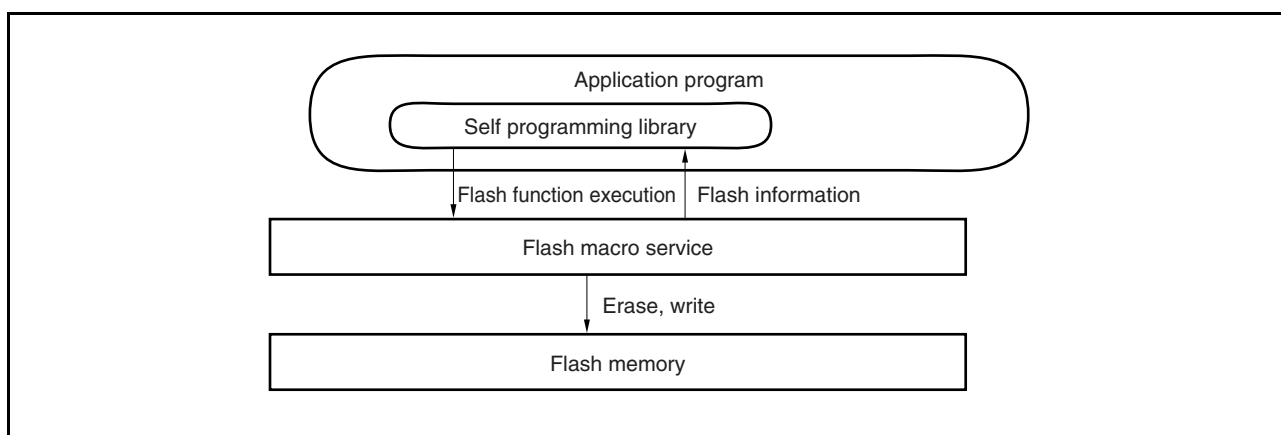 Application program
Self programming library
Flash function execution
Flash information
Flash macro service
Erase, write
Flash memory